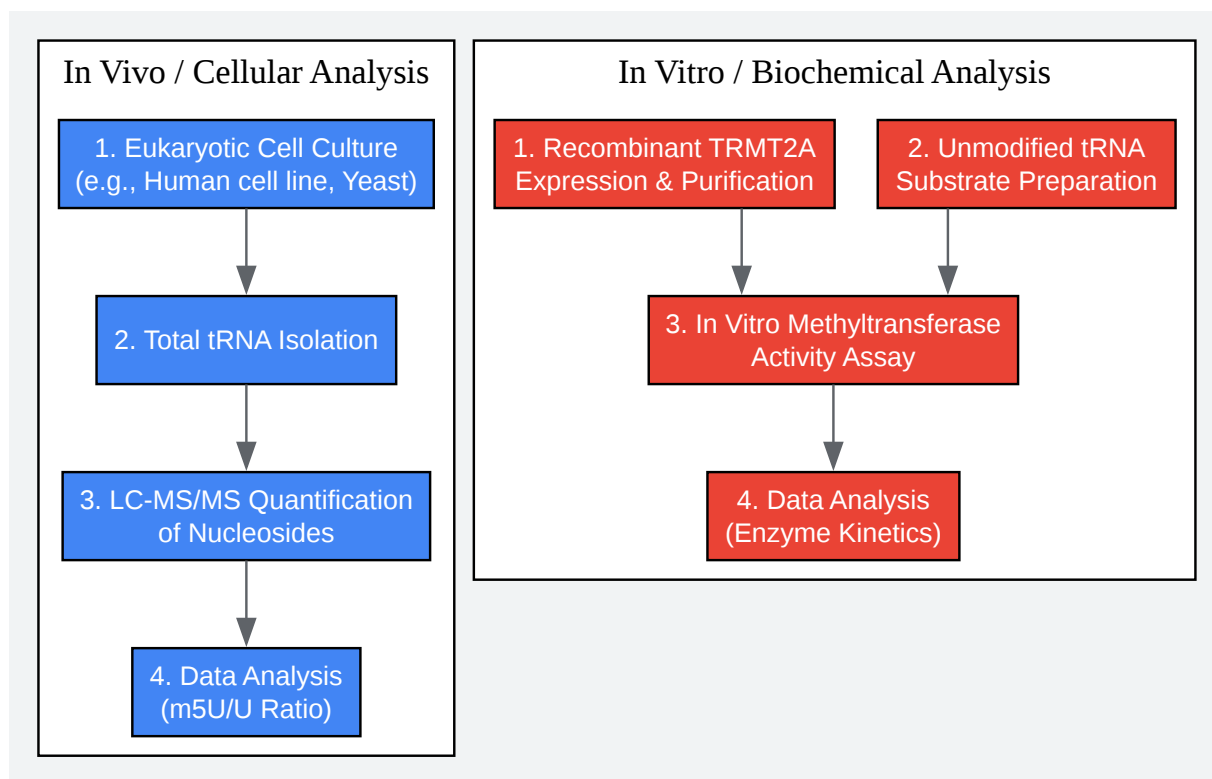 In Vivo / Cellular Analysis
1. Eukaryotic Cell Culture
(e.g., Human cell line, Yeast)
2. Total tRNA Isolation
3. LC-MS/MS Quantification
of Nucleosides
4. Data Analysis
(m5U/U Ratio)
In Vitro / Biochemical Analysis
1. Recombinant TRMT2A
Expression & Purification
2. Unmodified tRNA
Substrate Preparation
3. In Vitro Methyltransferase
Activity Assay
4. Data Analysis
(Enzyme Kinetics)